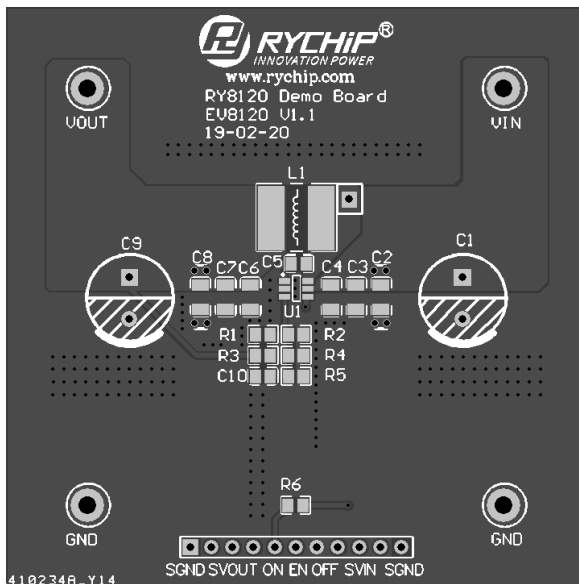 RYCHiP®
INNOVATION POWER
www.rychip.com
RY8120 Demo Board
EV8120 V1.1
19-02-20
VOUT
VIN
L1
C9
C1
C8 C7 C6
C5
C4 C3 C2
U1
R1
R2
R3
R4
C10
R5
R6
GND
GND
SGND SVOUT ON EN OFF SVIN SGND
410234A_Y14